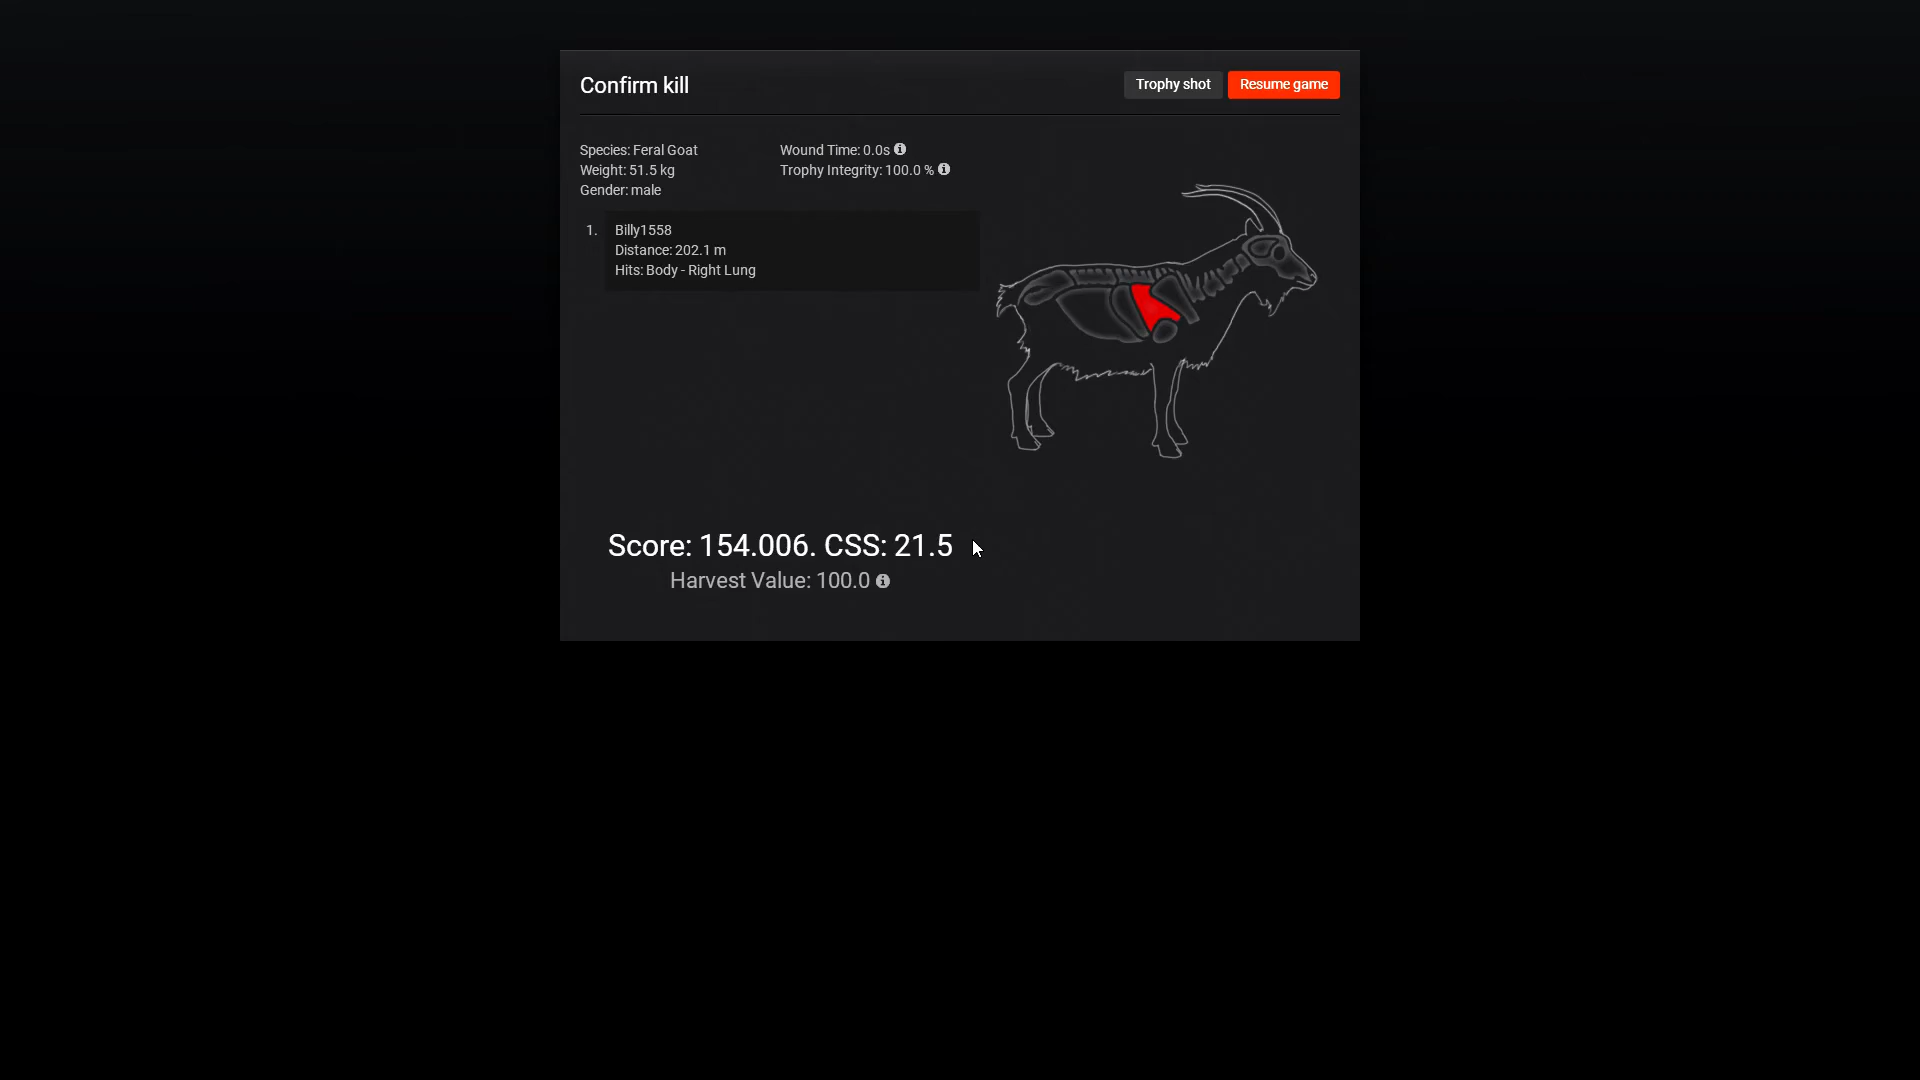 Confirm kill
Trophy shot
Resume game
Species: Feral Goat
Weight: 51.5 kg
Gender: male
Wound Time: 0.0s
Trophy Integrity: 100.0 %
1.
Billy1558
Distance: 202.1 m
Hits: Body - Right Lung
Score: 154.006. CSS: 21.5
Harvest Value: 100.0